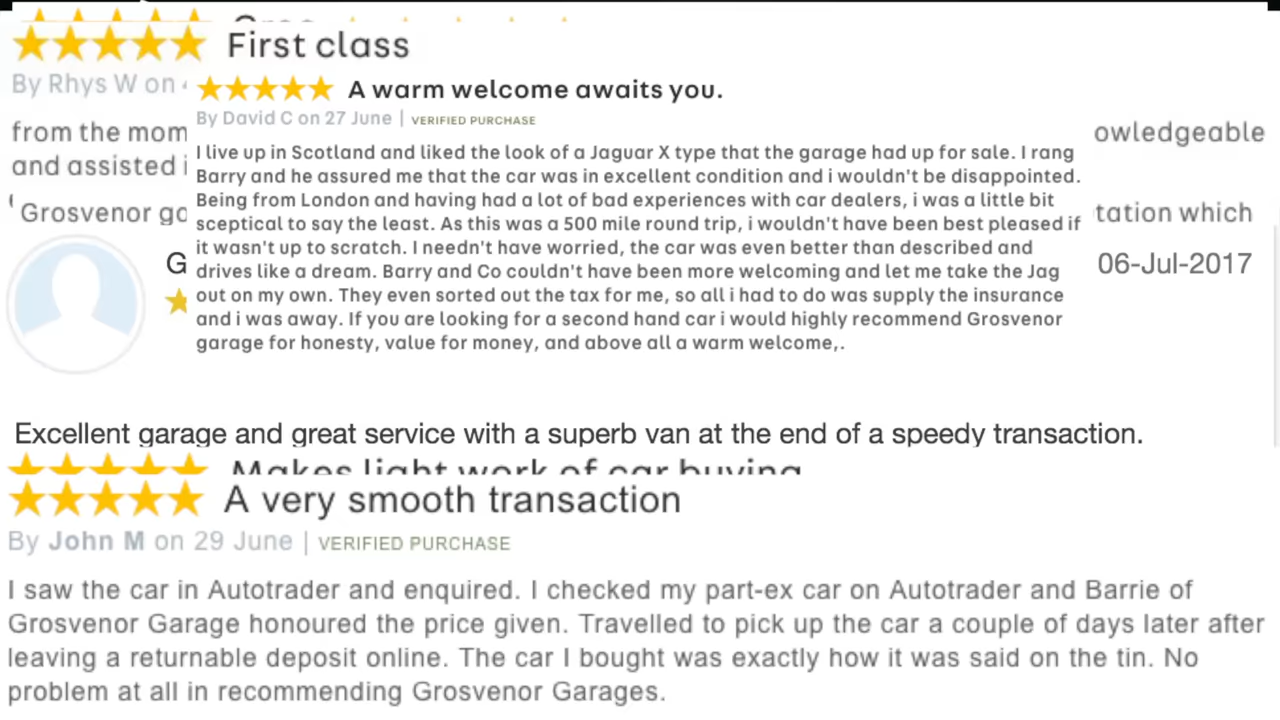 First class
By Rhys W on
A warm welcome awaits you.
By David C on 27 June | VERIFIED PURCHASE
from the mom
owledgeable
and assisted i
I live up in Scotland and liked the look of a Jaguar X type that the garage had up for sale. I rang
Barry and he assured me that the car was in excellent condition and i wouldn't be disappointed.
Being from London and having had a lot of bad experiences with car dealers, i was a little bit
sceptical to say the least. As this was a 500 mile round trip, i wouldn't have been best pleased if
it wasn't up to scratch. I needn't have worried, the car was even better than described and
drives like a dream. Barry and Co couldn't have been more welcoming and let me take the Jag
out on my own. They even sorted out the tax for me, so all i had to do was supply the insurance
and i was away. If you are looking for a second hand car i would highly recommend Grosvenor
garage for honesty, value for money, and above all a warm welcome,.
Grosvenor ga
tation which
G
06-Jul-2017
Excellent garage and great service with a superb van at the end of a speedy transaction.
Makes light work of car buying
A very smooth transaction
By John M on 29 June | VERIFIED PURCHASE
I saw the car in Autotrader and enquired. I checked my part-ex car on Autotrader and Barrie of
Grosvenor Garage honoured the price given. Travelled to pick up the car a couple of days later after
leaving a returnable deposit online. The car I bought was exactly how it was said on the tin. No
problem at all in recommending Grosvenor Garages.